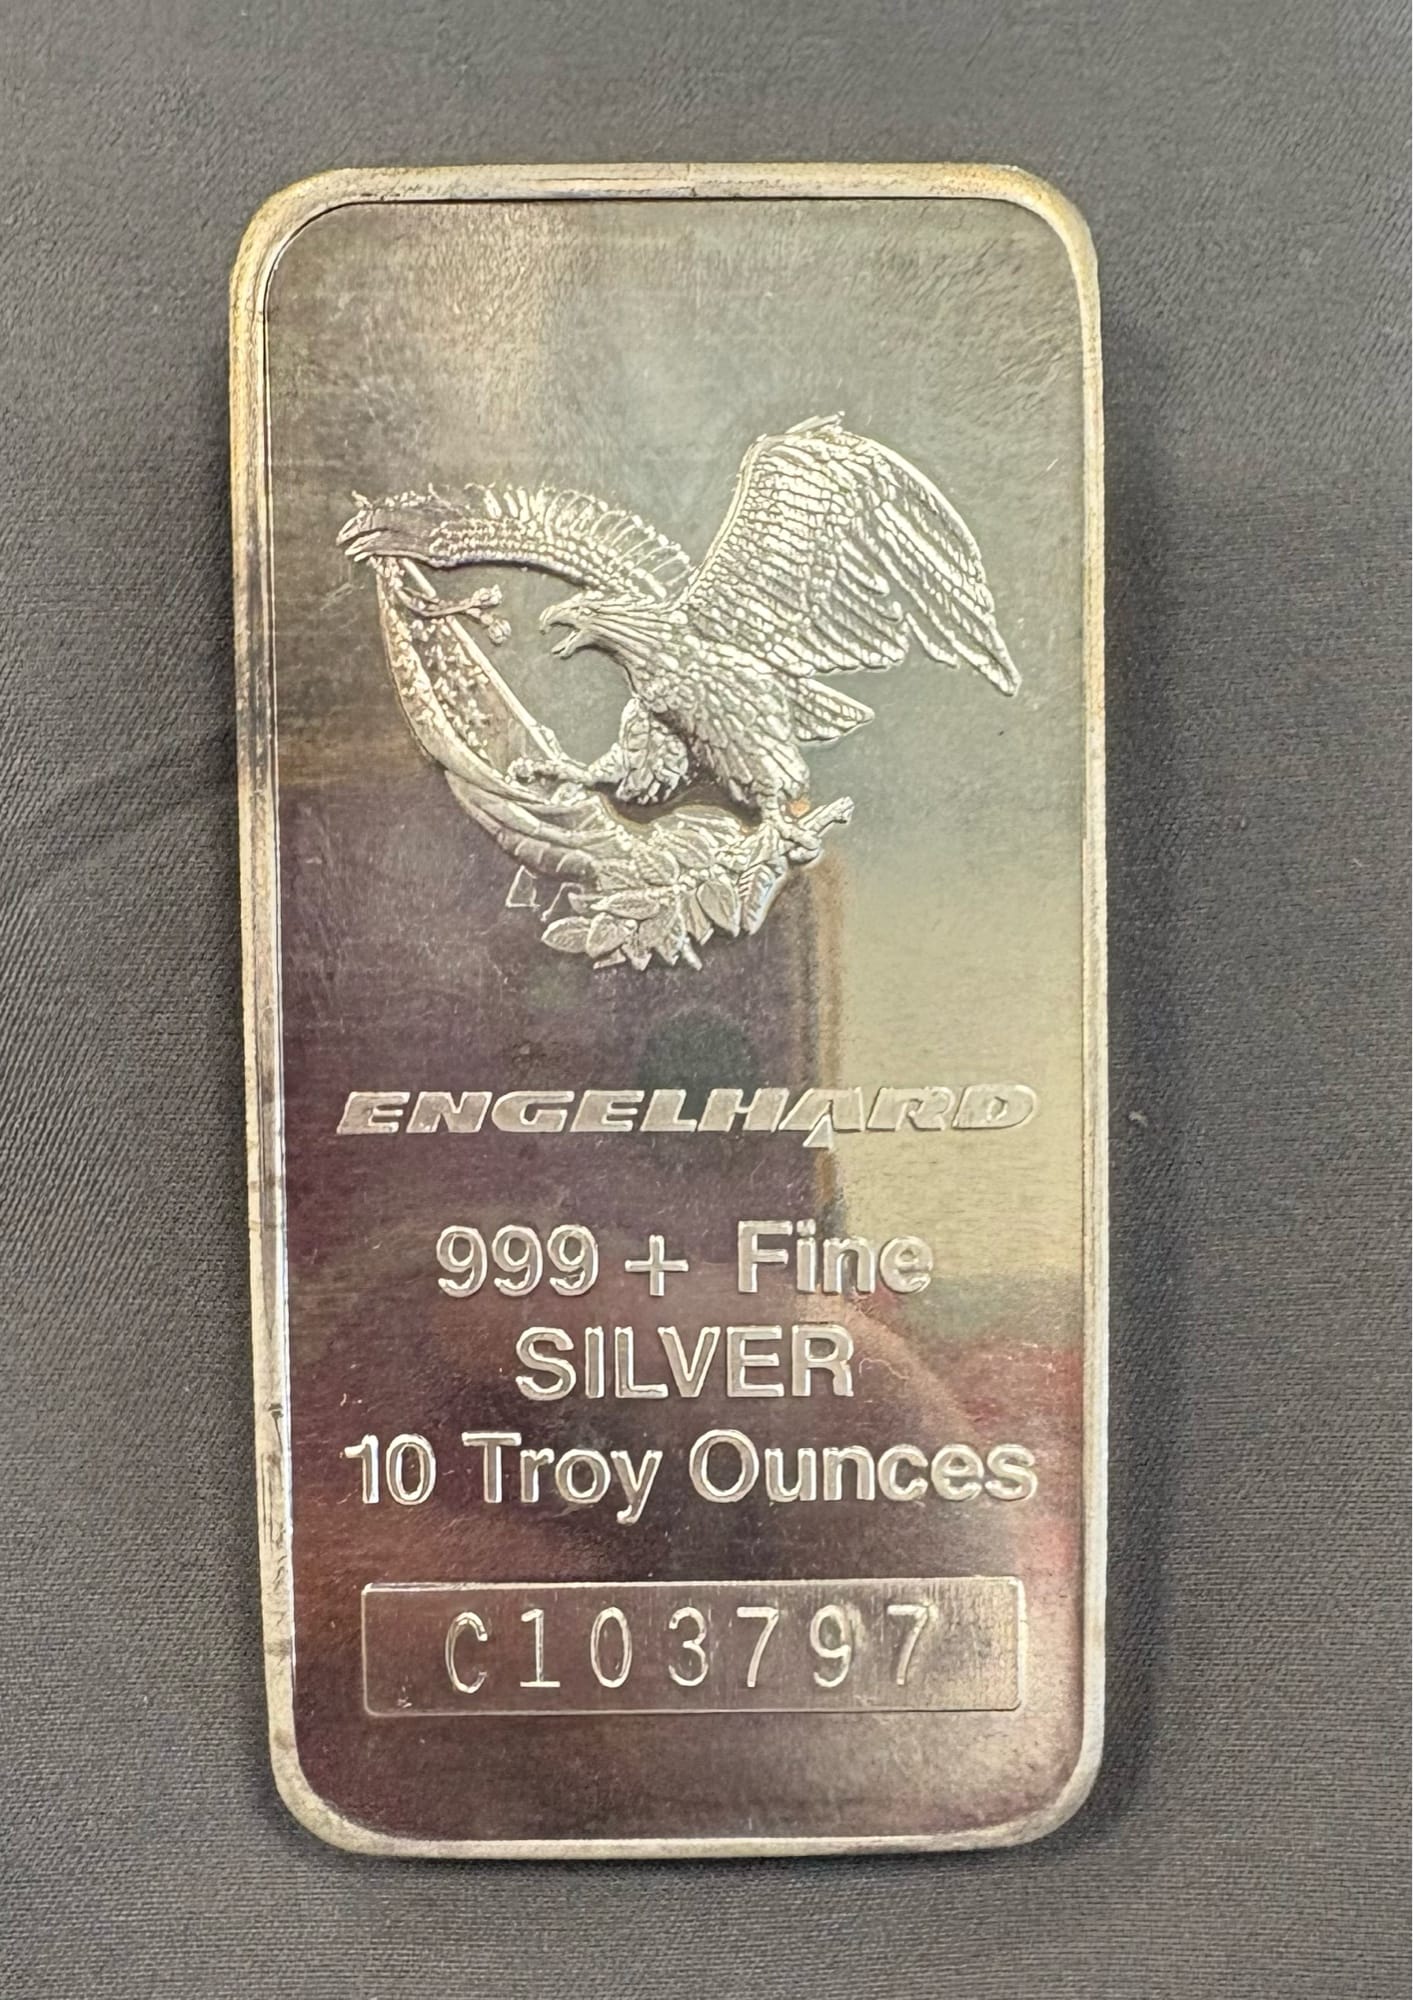 ENGELHARD
999 + Fine
SILVER
10 Troy Ounces
C103797